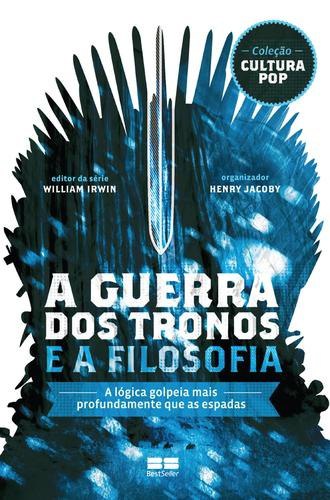 Coleção
CULTURA
POP
editor da série
WILLIAM IRWIN
organizador
HENRY JACOBY
A GUERRA
DOS TRONOS
E A FILOSOFIA
A lógica golpeia mais
profundamente que as espadas
BestSeller